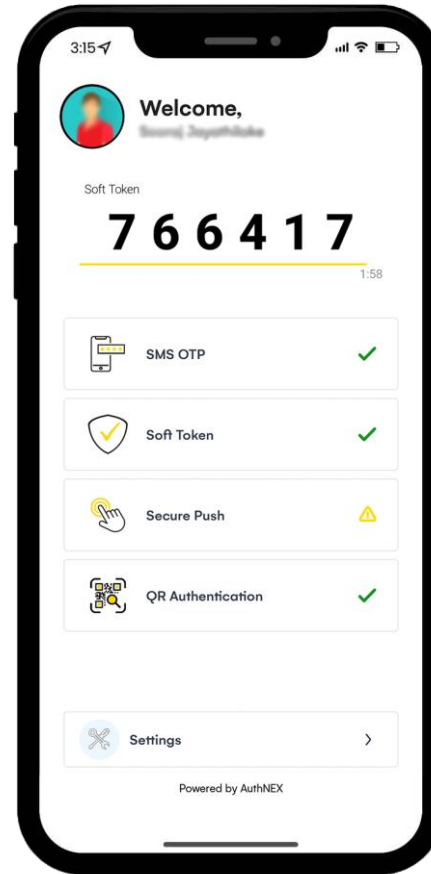 3:15
Welcome,
Soft Token
766417
1:58
SMS OTP
Soft Token
Secure Push
QR Authentication
Settings
Powered by AuthNEX